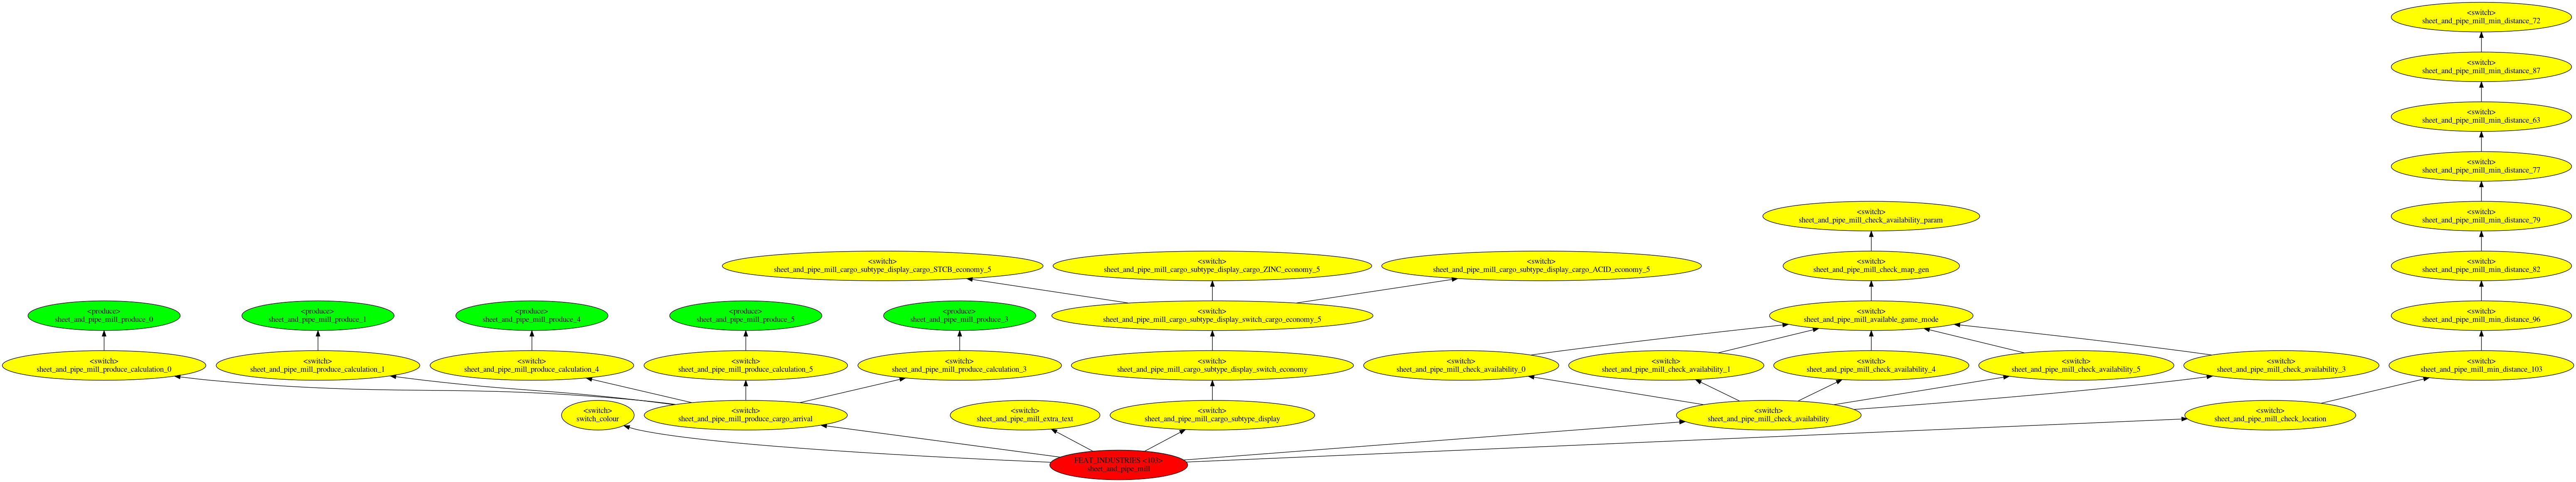 <switch>
sheet_and_pipe_mill_min_distance_72
<switch>
sheet_and_pipe_mill_min_distance_87
<switch>
sheet_and_pipe_mill_min_distance_63
<switch>
sheet_and_pipe_mill_min_distance_77
<switch>
sheet_and_pipe_mill_check_availability_param
<switch>
sheet_and_pipe_mill_min_distance_79
<switch>
sheet_and_pipe_mill_cargo_subtype_display_cargo_STCB_economy_5
<switch>
sheet_and_pipe_mill_cargo_subtype_display_cargo_ZINC_economy_5
<switch>
sheet_and_pipe_mill_cargo_subtype_display_cargo_ACID_economy_5
<switch>
sheet_and_pipe_mill_check_map_gen
<switch>
sheet_and_pipe_mill_min_distance_82
<produce>
sheet_and_pipe_mill_produce_0
<produce>
sheet_and_pipe_mill_produce_1
<produce>
sheet_and_pipe_mill_produce_4
<produce>
sheet_and_pipe_mill_produce_5
<produce>
sheet_and_pipe_mill_produce_3
<switch>
sheet_and_pipe_mill_cargo_subtype_display_switch_cargo_economy_5
<switch>
sheet_and_pipe_mill_available_game_mode
<switch>
sheet_and_pipe_mill_min_distance_96
<switch>
sheet_and_pipe_mill_produce_calculation_0
<switch>
sheet_and_pipe_mill_produce_calculation_1
<switch>
sheet_and_pipe_mill_produce_calculation_4
<switch>
sheet_and_pipe_mill_produce_calculation_5
<switch>
sheet_and_pipe_mill_produce_calculation_3
<switch>
sheet_and_pipe_mill_cargo_subtype_display_switch_economy
<switch>
sheet_and_pipe_mill_check_availability_0
<switch>
sheet_and_pipe_mill_check_availability_1
<switch>
sheet_and_pipe_mill_check_availability_4
<switch>
sheet_and_pipe_mill_check_availability_5
<switch>
sheet_and_pipe_mill_check_availability_3
<switch>
sheet_and_pipe_mill_min_distance_103
<switch>
switch_colour
<switch>
sheet_and_pipe_mill_produce_cargo_arrival
<switch>
sheet_and_pipe_mill_extra_text
<switch>
sheet_and_pipe_mill_cargo_subtype_display
<switch>
sheet_and_pipe_mill_check_availability
<switch>
sheet_and_pipe_mill_check_location
FEAT_INDUSTRIES
sheet_and_pipe_mill